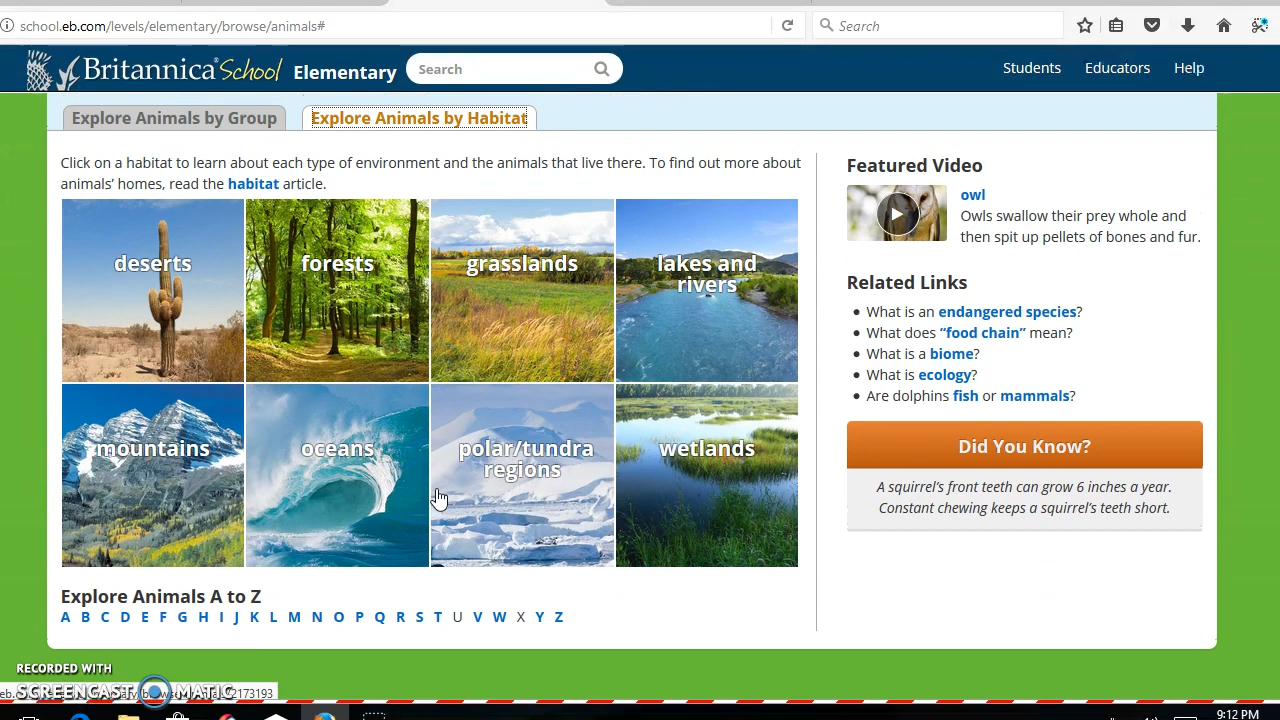 school.eb.com/levels/elementary/browse/animals#
Search
Britannica School Elementary
Search
Students
Educators
Help
Explore Animals by Group
Explore Animals by Habitat
Click on a habitat to learn about each type of environment and the animals that live there. To find out more about
animals’ homes, read the habitat article.
deserts
forests
grasslands
lakes and
rivers
mountains
oceans
polar/tundra
regions
wetlands
Explore Animals A to Z
A B C D E F G H I J K L M N O P Q R S T U V W X Y Z
Featured Video
owl
Owls swallow their prey whole and
then spit up pellets of bones and fur.
Related Links
What is an endangered species?
What does “food chain” mean?
What is a biome?
What is ecology?
Are dolphins fish or mammals?
Did You Know?
A squirrel’s front teeth can grow 6 inches a year.
Constant chewing keeps a squirrel’s teeth short.
RECORDED WITH
SCREENCAST MATIC
2173193
9:12 PM